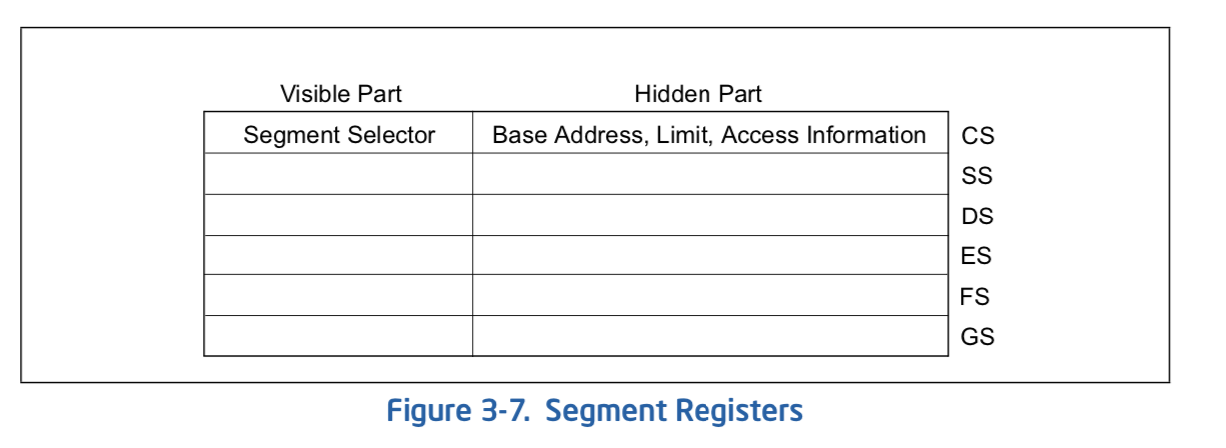 Visible Part Hidden Part
Segment Selector Base Address, Limit, Access Information CS
SS
DS
ES
FS
GS
Figure 3-7. Segment Registers